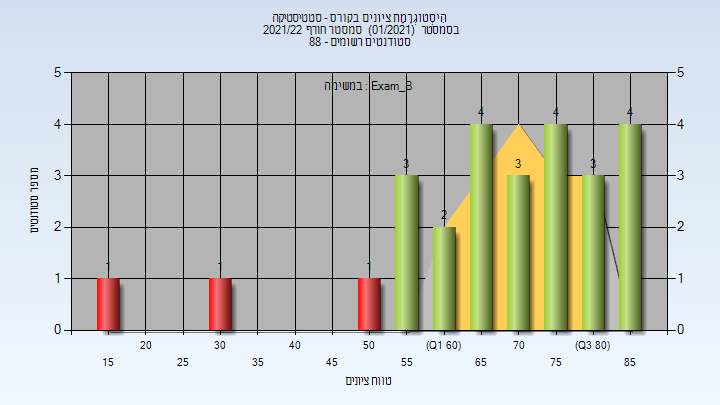 היסטוגרמת ציונים בקורס - סטטיסטיקה
בסמסטר (01/2021) סמסטר חורף 2021/22
סטודנטים רשומים - 88
במשימה : Exam_B
5 5
4 4
3 3
2 2
1 1
0 0
1 1 1 3 2 4 3 4 3 4
מספר סטודנטים
20 30 40 50 (Q1 60) 70 (Q3 80)
15 25 35 45 55 65 75 85
טווח ציונים